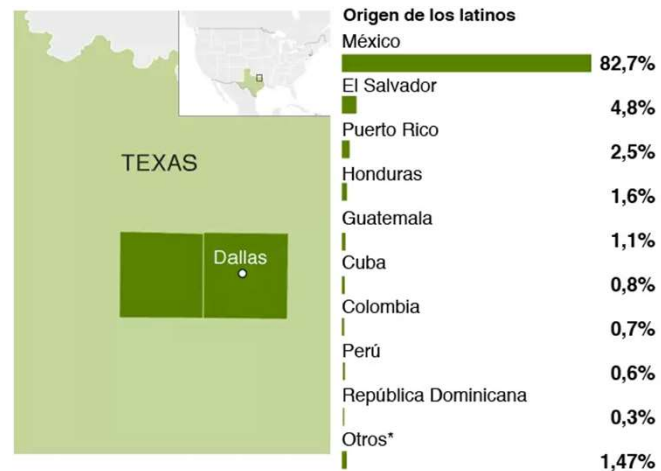 TEXAS
Dallas
Origen de los latinos
México
82,7%
El Salvador
4,8%
Puerto Rico
2,5%
Honduras
1,6%
Guatemala
1,1%
Cuba
0,8%
Colombia
0,7%
Perú
0,6%
República Dominicana
0,3%
Otros*
1,47%